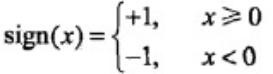 sign(x) = { +1, x ⩾ 0
−1, x < 0